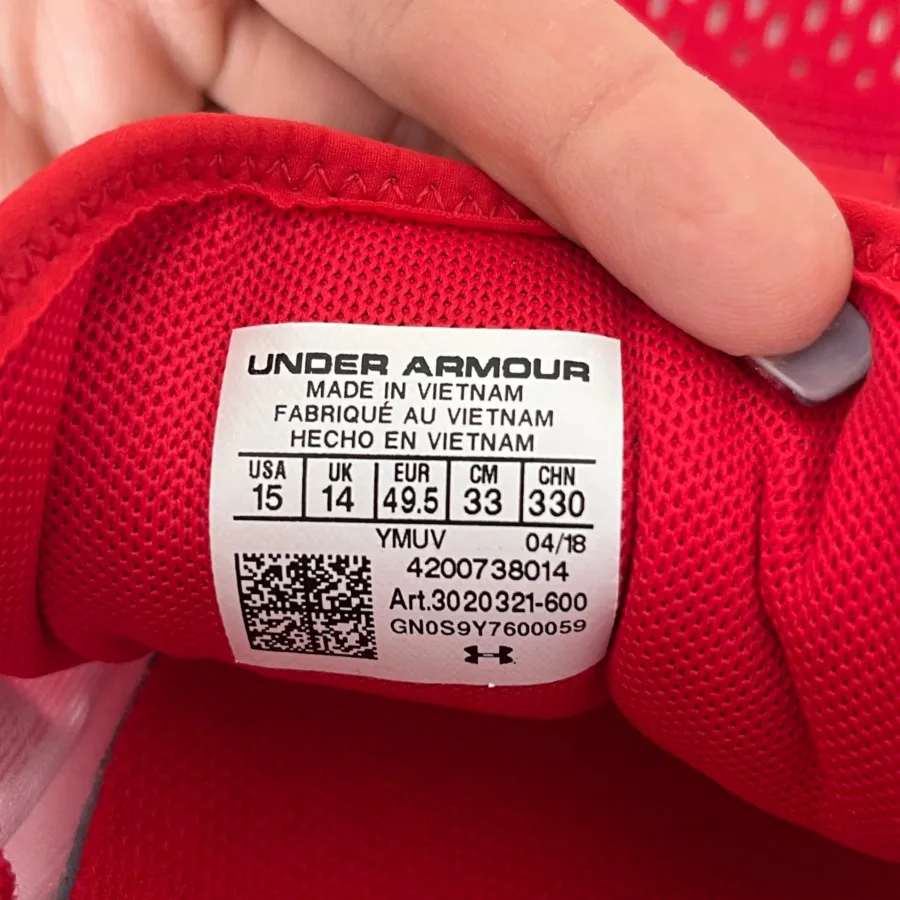 UNDER ARMOUR
MADE IN VIETNAM
FABRIQUÉ AU VIETNAM
HECHO EN VIETNAM
USA UK EUR CM CHN
15 14 49.5 33 330
YMUV 04/18
4200738014
Art.3020321-600
GN0S9Y7600059